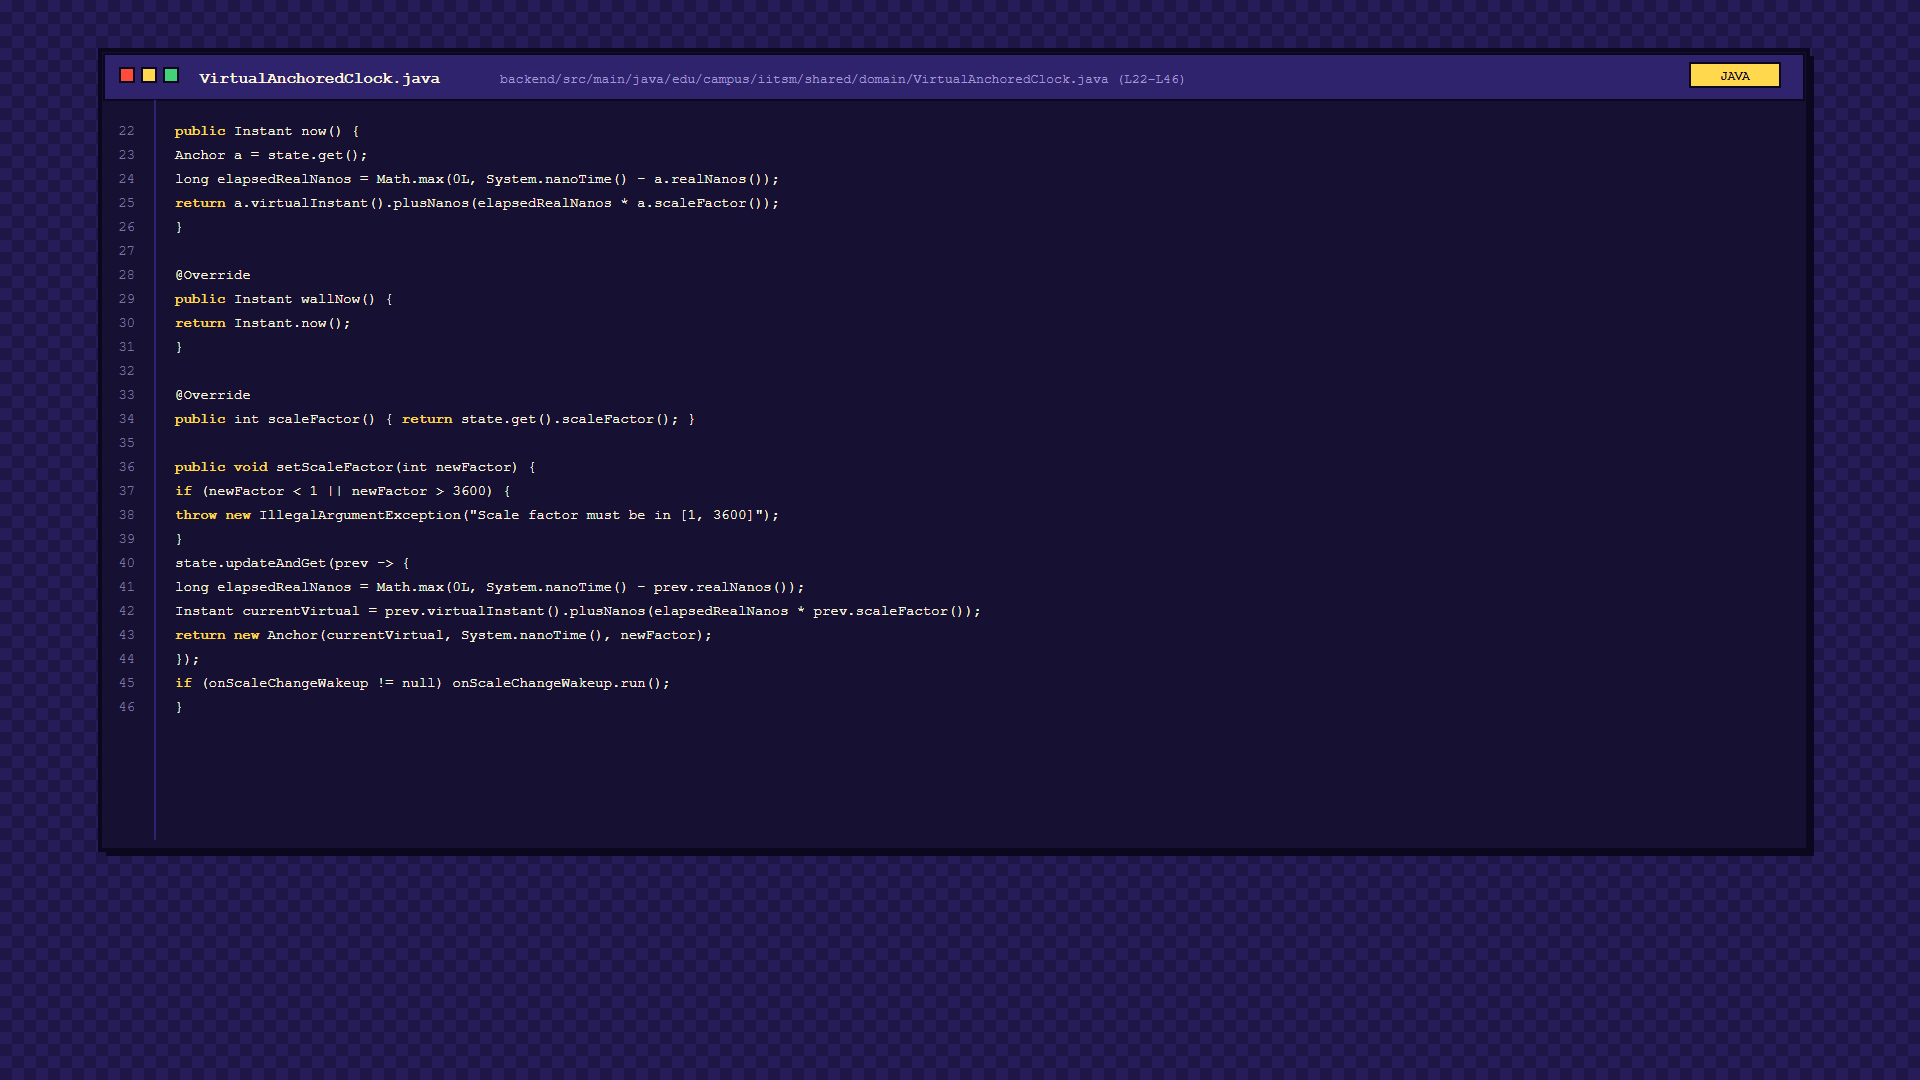 VirtualAnchoredClock.java
backend/src/main/java/edu/campus/iitsm/shared/domain/VirtualAnchoredClock.java (L22-L46)
JAVA
22 public Instant now() {
23 Anchor a = state.get();
24 long elapsedRealNanos = Math.max(0L, System.nanoTime() - a.realNanos());
25 return a.virtualInstant().plusNanos(elapsedRealNanos * a.scaleFactor());
26 }
27
28 @Override
29 public Instant wallNow() {
30 return Instant.now();
31 }
32
33 @Override
34 public int scaleFactor() { return state.get().scaleFactor(); }
35
36 public void setScaleFactor(int newFactor) {
37 if (newFactor < 1 || newFactor > 3600) {
38 throw new IllegalArgumentException("Scale factor must be in [1, 3600]");
39 }
40 state.updateAndGet(prev -> {
41 long elapsedRealNanos = Math.max(0L, System.nanoTime() - prev.realNanos());
42 Instant currentVirtual = prev.virtualInstant().plusNanos(elapsedRealNanos * prev.scaleFactor());
43 return new Anchor(currentVirtual, System.nanoTime(), newFactor);
44 });
45 if (onScaleChangeWakeup != null) onScaleChangeWakeup.run();
46 }